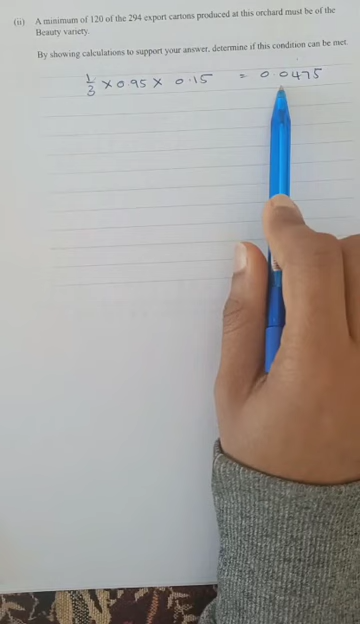 (ii) A minimum of 120 of the 294 export cartons produced at this orchard must be of the
Beauty variety.
By showing calculations to support your answer, determine if this condition can be met.
1/3 × 0.95 × 0.15 = 0.0475